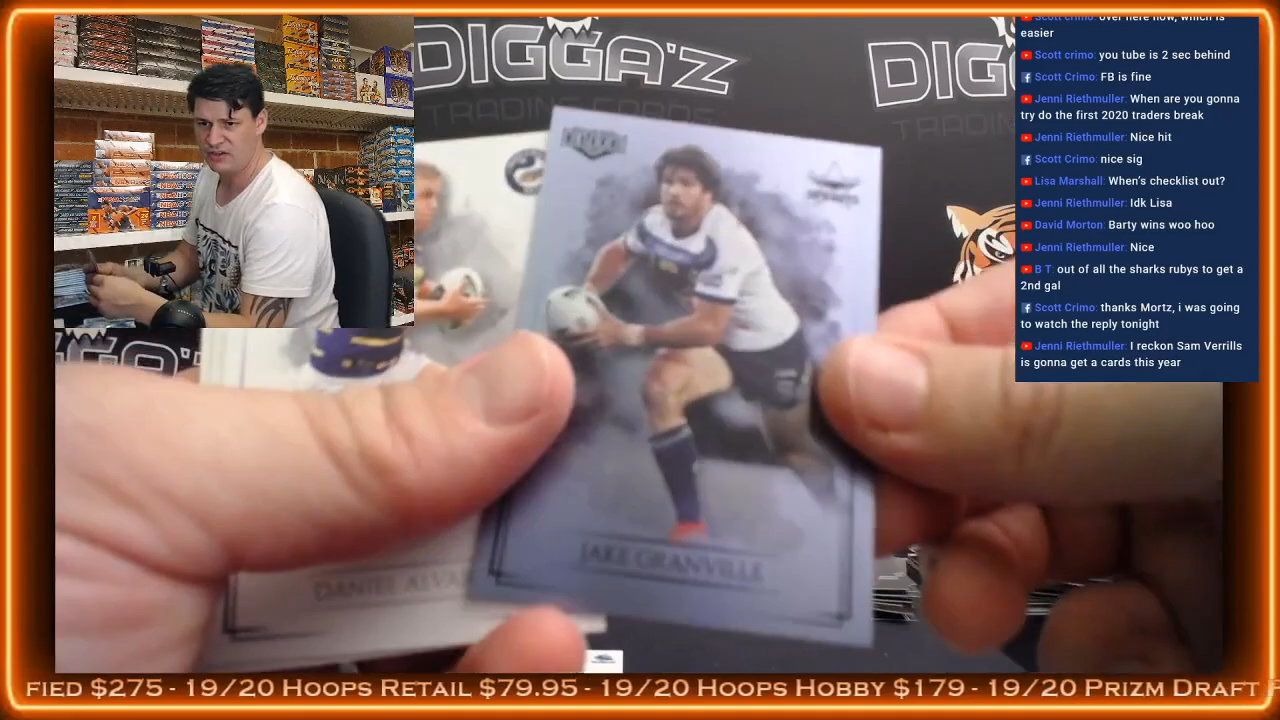 DIGGA'Z
TRADING CARDS
DIG
TRADIN
Scott crimo: over here now, which is
easier
Scott crimo: you tube is 2 sec behind
Scott Crimo: FB is fine
Jenni Riethmuller: When are you gonna
try do the first 2020 traders break
Jenni Riethmuller: Nice hit
Scott Crimo: nice sig
Lisa Marshall: When's checklist out?
Jenni Riethmuller: Idk Lisa
David Morton: Barty wins woo hoo
Jenni Riethmuller: Nice
B T: out of all the sharks rubys to get a
2nd gal
Scott Crimo: thanks Mortz, i was going
to watch the reply tonight
Jenni Riethmuller: I reckon Sam Verrills
is gonna get a cards this year
JAKE GRANVILLE
DANIEL ALVA
FIED $275 - 19/20 HOOPS RETAIL $79.95 - 19/20 HOOPS HOBBY $179 - 19/20 PRIZM DRAFT